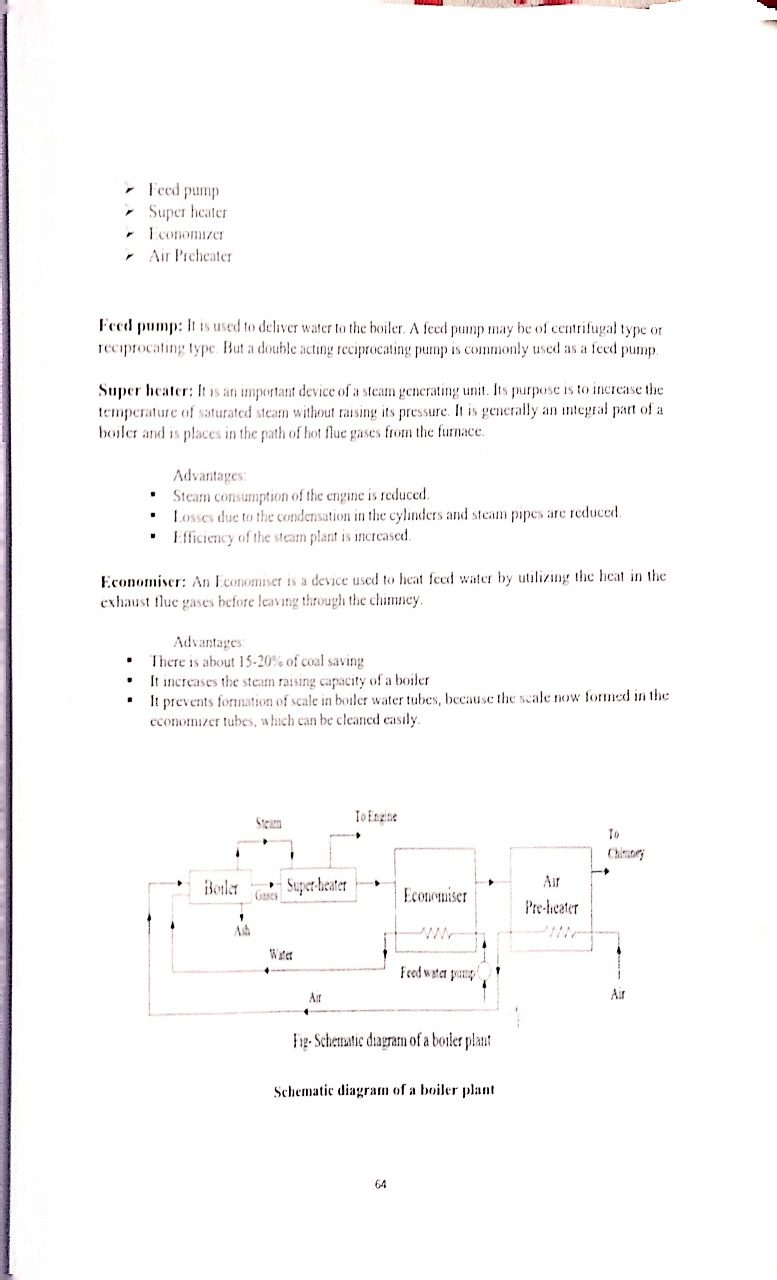 ➤ Feed pump
➤ Super heater
➤ Economizer
➤ Air Preheater
Feed pump: It is used to deliver water to the boiler. A feed pump may be of centrifugal type or
reciprocating type. But a double acting reciprocating pump is commonly used as a feed pump.
Super heater: It is an important device of a steam generating unit. Its purpose is to increase the
temperature of saturated steam without raising its pressure. It is generally an integral part of a
boiler and is places in the path of hot flue gases from the furnace.
Advantages:
▪ Steam consumption of the engine is reduced.
▪ Losses due to the condensation in the cylinders and steam pipes are reduced.
▪ Efficiency of the steam plant is increased.
Economiser: An Economiser is a device used to heat feed water by utilizing the heat in the
exhaust flue gases before leaving through the chimney.
Advantages:
▪ There is about 15-20% of coal saving
▪ It increases the steam raising capacity of a boiler
▪ It prevents formation of scale in boiler water tubes, because the scale now formed in the
economizer tubes, which can be cleaned easily.
Steam
To Engine
To
Chimney
Boiler
Gases
Super-heater
Economiser
Air
Pre-heater
Ash
Water
Feed water pump
Air
Air
Fig- Schematic diagram of a boiler plant
Schematic diagram of a boiler plant
64